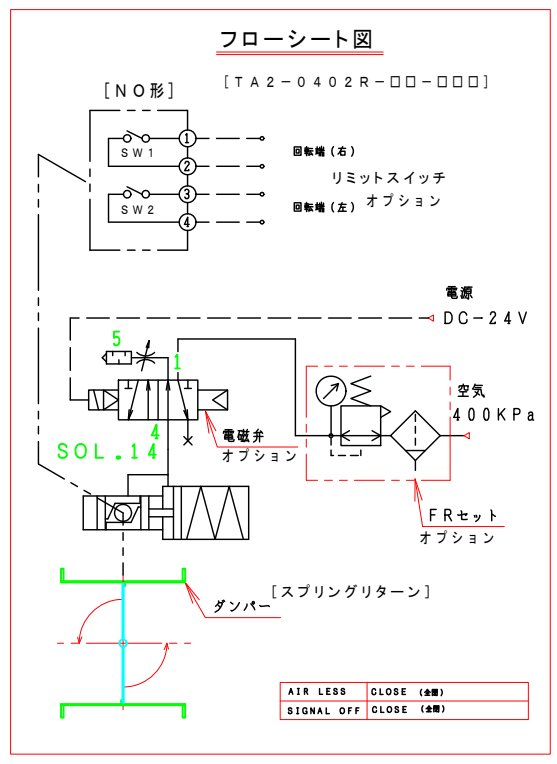 フローシート図
[TA2-0402R-□□-□□□]
[NO形]
1
SW1
2
回転端(右)
リミットスイッチ
オプション
3
SW2
回転端(左)
4
電源
DC-24V
5
1
空気
400KPa
4
SOL.14
電磁弁
オプション
FRセット
オプション
[スプリングリターン]
ダンパー
AIR LESS CLOSE (全閉)
SIGNAL OFF CLOSE (全閉)